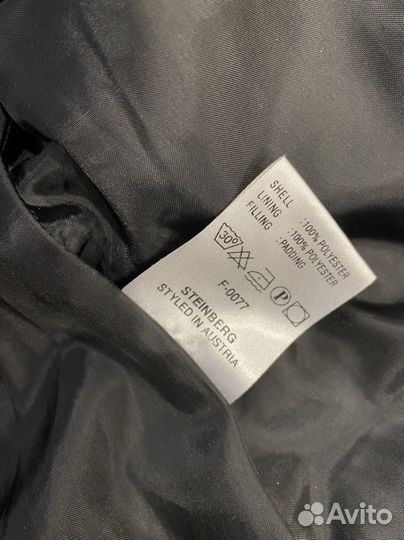 SHELL :100% POLYESTER
LINING :100% POLYESTER
FILLING :PADDING
30° P
F-0077
STEINBERG
STYLED IN AUSTRIA
Avito